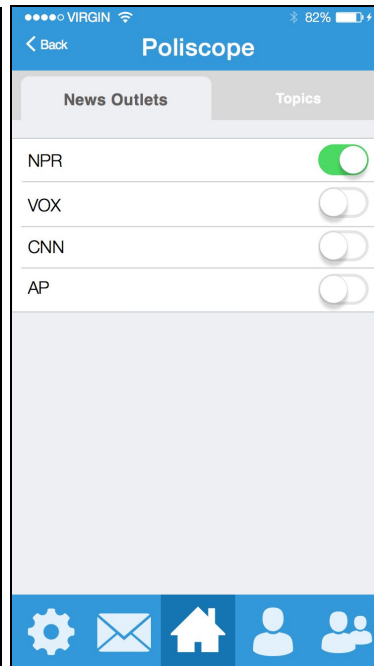 VIRGIN 82%
Back Poliscope
News Outlets Topics
NPR
VOX
CNN
AP